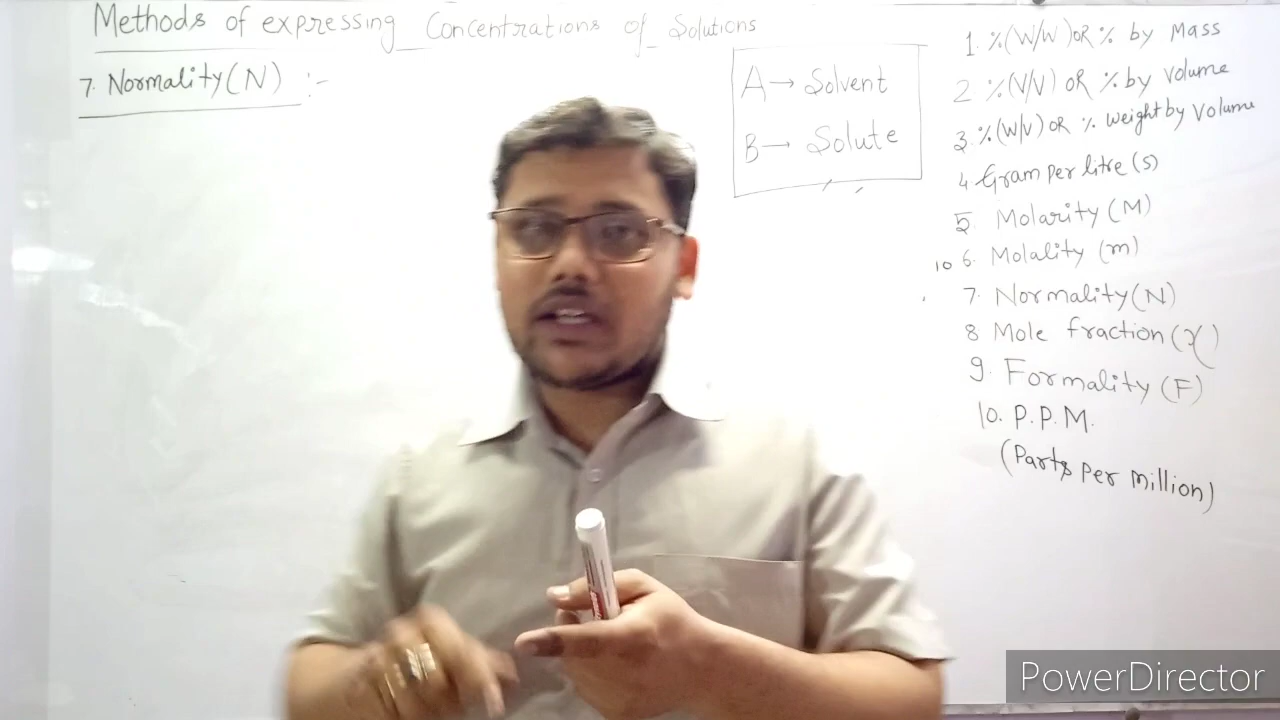 Methods of expressing Concentrations of Solutions
7. Normality (N) :-
A → Solvent
B → Solute
1. %(W/W) OR % by Mass
2 %(V/V) OR % by Volume
3. %(W/V) OR % Weight by Volume
4 Gram per litre (s)
5 Molarity (M)
10 6. Molality (m)
7. Normality (N)
8 Mole fraction (χ)
9. Formality (F)
10. P.P.M.
(Parts per million)
PowerDirector